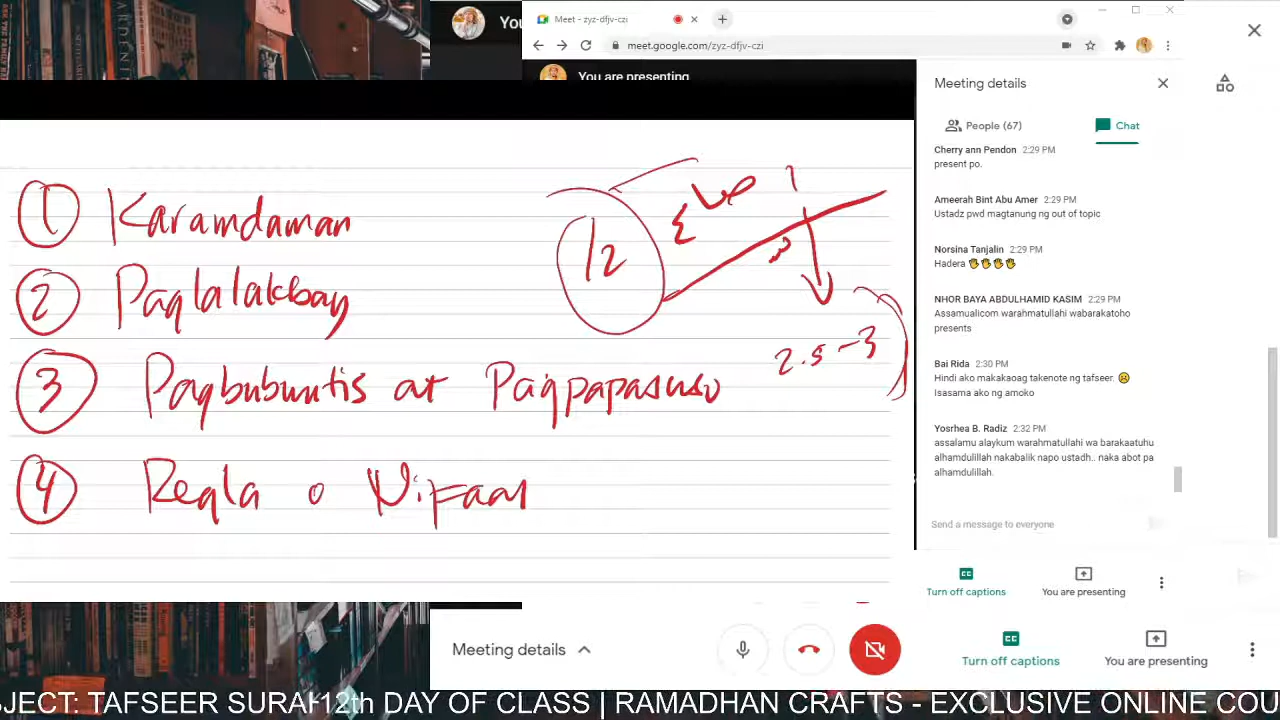 You
Meet - zyz-dfjv-czi
meet.google.com/zyz-dfjv-czi
You are presenting
Meeting details
People (67)
Chat
Cherry ann Pendon 2:29 PM
present po.
Ameerah Bint Abu Amer 2:29 PM
Ustadz pwd magtanung ng out of topic
Norsina Tanjalin 2:29 PM
Hadera 🖐🖐🖐🖐
NHOR BAYA ABDULHAMID KASIM 2:29 PM
Assamualicom warahmatullahi wabarakatoho
presents
Bai Rida 2:30 PM
Hindi ako makakaoag takenote ng tafseer. ☹️
Isasama ako ng amoko
Yosrhea B. Radiz 2:32 PM
assalamu alaykum warahmatullahi wa barakaatuhu
alhamdulillah nakabalik napo ustadh.. naka abot pa
alhamdulillah.
Send a message to everyone
Turn off captions
You are presenting
1 Karamdaman
2 Paglalakbay
3 Pagbubuntis at Pagpapasuso
4 Regla o Nifaas
12
2.5 - 3
Meeting details
Turn off captions
You are presenting
JECT: TAFSEER SURAH 12th DAY OF CLASS | RAMADHAN CRAFTS - EXCLUSIVE ONLINE COU